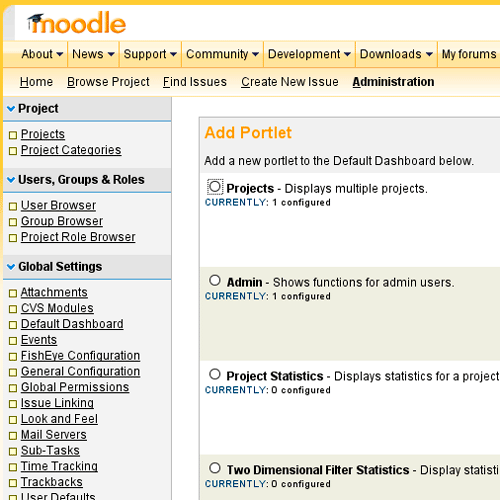 moodle
About News Support Community Development Downloads My forums
Home Browse Project Find Issues Create New Issue Administration
Project
Projects
Project Categories
Users, Groups & Roles
User Browser
Group Browser
Project Role Browser
Global Settings
Attachments
CVS Modules
Default Dashboard
Events
FishEye Configuration
General Configuration
Global Permissions
Issue Linking
Look and Feel
Mail Servers
Sub-Tasks
Time Tracking
Trackbacks
User Defaults
Add Portlet
Add a new portlet to the Default Dashboard below.
Projects - Displays multiple projects.
CURRENTLY: 1 configured
Admin - Shows functions for admin users.
CURRENTLY: 1 configured
Project Statistics - Displays statistics for a project
CURRENTLY: 0 configured
Two Dimensional Filter Statistics - Display statisti
CURRENTLY: 0 configured